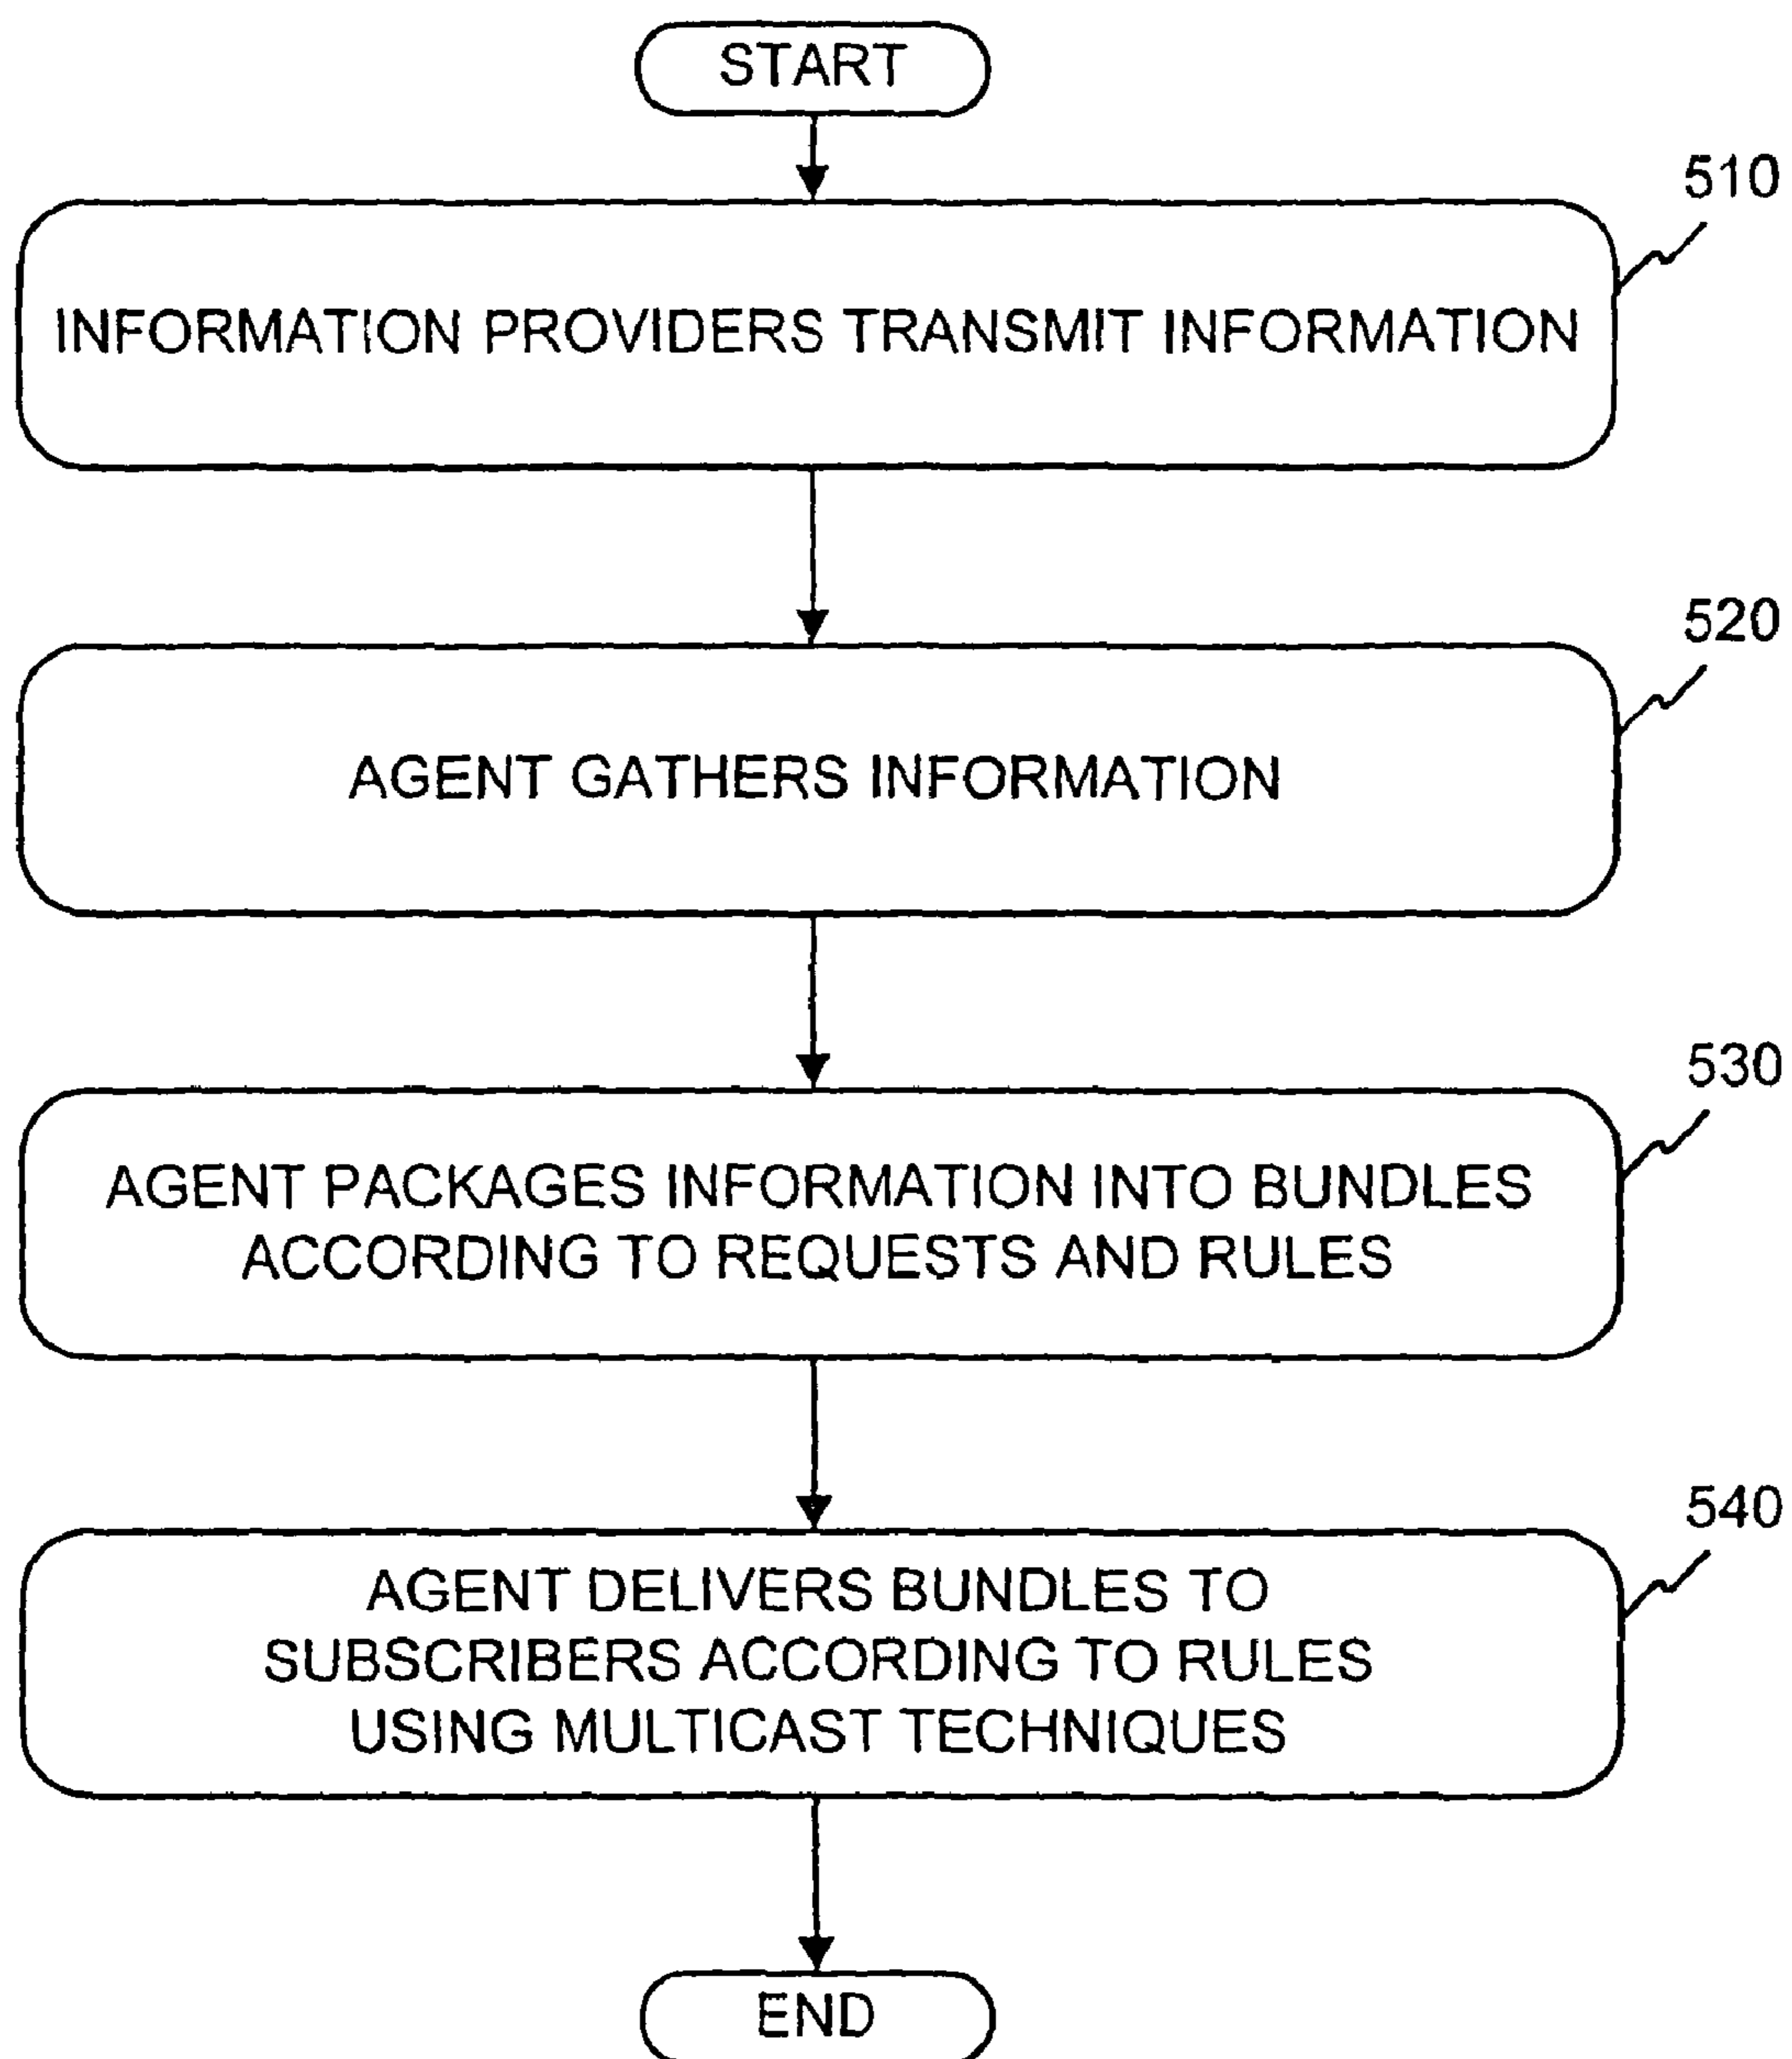 START
510
INFORMATION PROVIDERS TRANSMIT INFORMATION
520
AGENT GATHERS INFORMATION
530
AGENT PACKAGES INFORMATION INTO BUNDLES
ACCORDING TO REQUESTS AND RULES
540
AGENT DELIVERS BUNDLES TO
SUBSCRIBERS ACCORDING TO RULES
USING MULTICAST TECHNIQUES
END